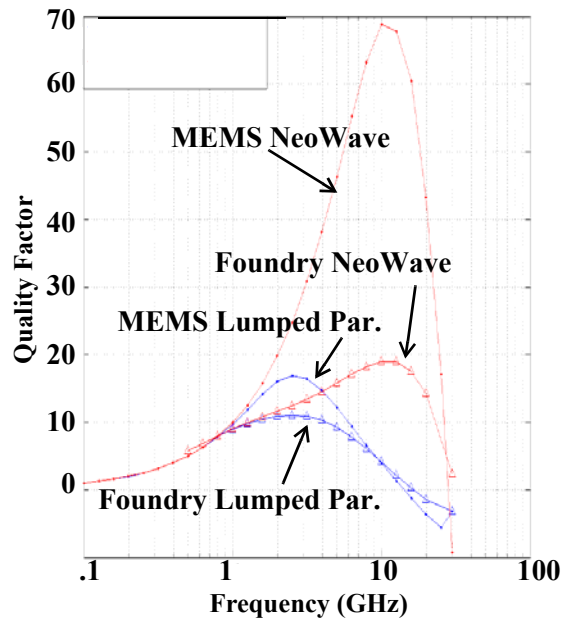 70
60
MEMS NeoWave
50
40
Foundry NeoWave
30
MEMS Lumped Par.
20
10
0
Foundry Lumped Par.
Quality Factor
.1 1 10 100
Frequency (GHz)